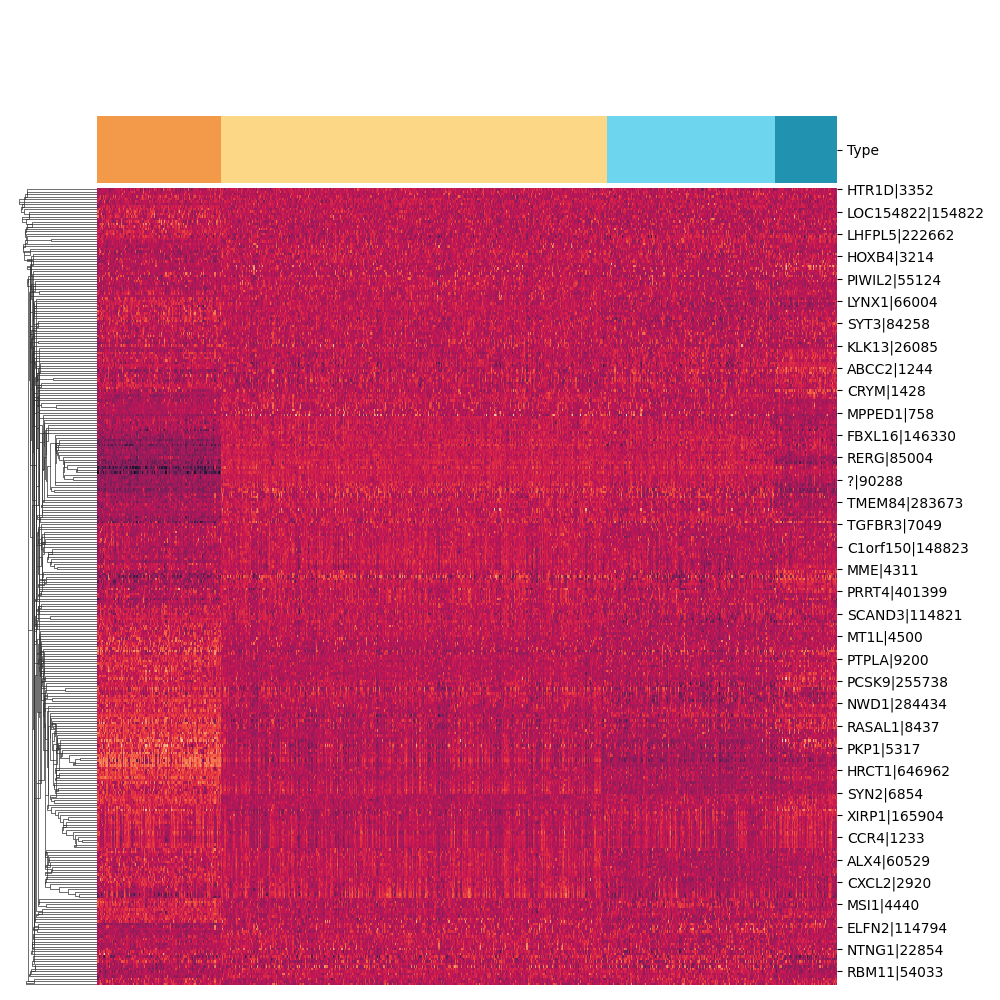 Type
HTR1D|3352
LOC154822|154822
LHFPL5|222662
HOXB4|3214
PIWIL2|55124
LYNX1|66004
SYT3|84258
KLK13|26085
ABCC2|1244
CRYM|1428
MPPED1|758
FBXL16|146330
RERG|85004
?|90288
TMEM84|283673
TGFBR3|7049
C1orf150|148823
MME|4311
PRRT4|401399
SCAND3|114821
MT1L|4500
PTPLA|9200
PCSK9|255738
NWD1|284434
RASAL1|8437
PKP1|5317
HRCT1|646962
SYN2|6854
XIRP1|165904
CCR4|1233
ALX4|60529
CXCL2|2920
MSI1|4440
ELFN2|114794
NTNG1|22854
RBM11|54033